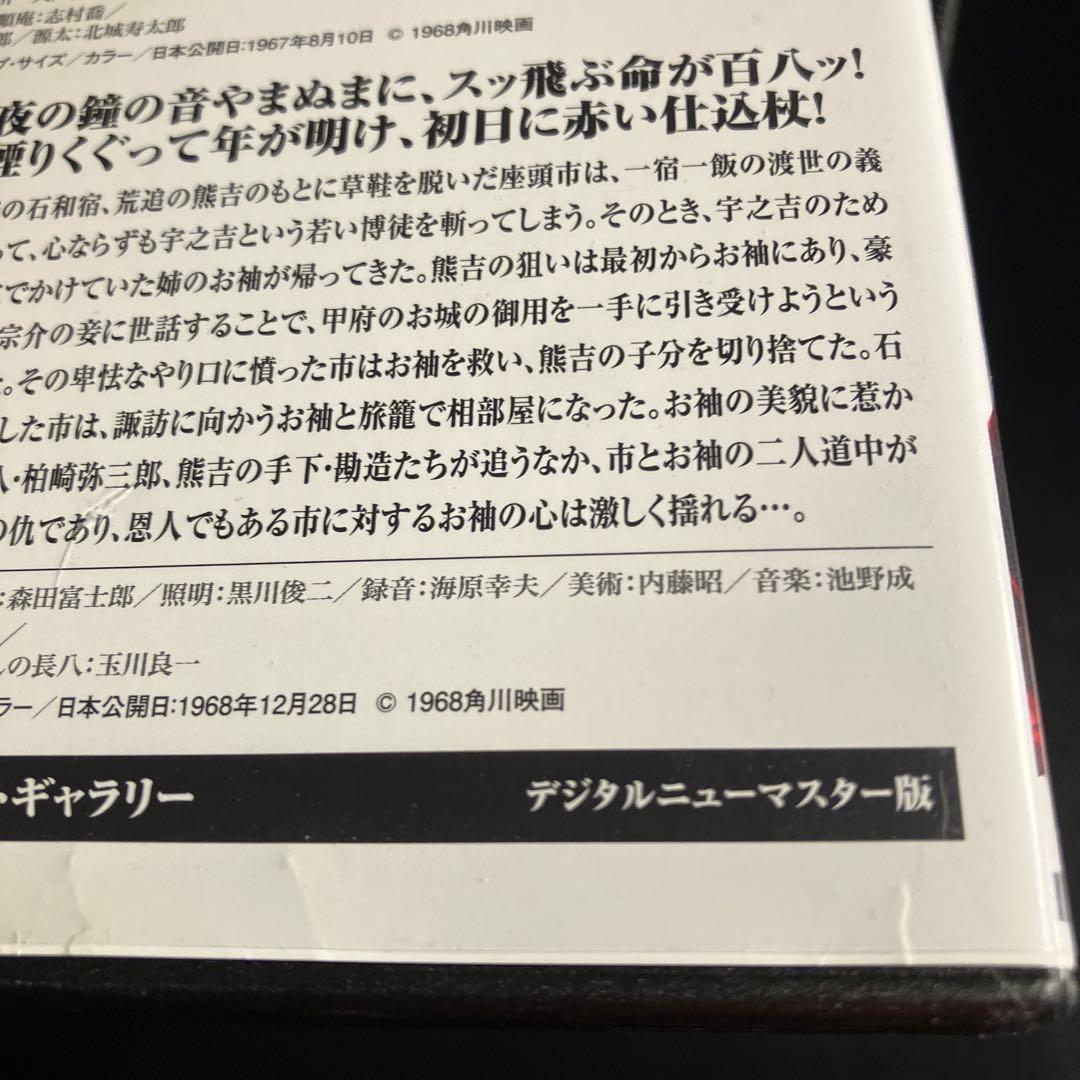 順庵：志村喬／
郎／源太：北城寿太郎
グ・サイズ／カラー／日本公開日：1967年8月10日 © 1968角川映画
夜の鐘の音やまぬまに、スッ飛ぶ命が百八ッ！
煙りくぐって年が明け、初日に赤い仕込杖！
の石和宿、荒追の熊吉のもとに草鞋を脱いだ座頭市は、一宿一飯の渡世の義
って、心ならずも宇之吉という若い博徒を斬ってしまう。そのとき、宇之吉のため
でかけていた姉のお袖が帰ってきた。熊吉の狙いは最初からお袖にあり、豪
宗介の妾に世話することで、甲府のお城の御用を一手に引き受けようという
。その卑怯なやり口に憤った市はお袖を救い、熊吉の子分を切り捨てた。石
した市は、諏訪に向かうお袖と旅籠で相部屋になった。お袖の美貌に惹か
人・柏崎弥三郎、熊吉の手下・勘造たちが追うなか、市とお袖の二人道中が
の仇であり、恩人でもある市に対するお袖の心は激しく揺れる…。
：森田富士郎／照明：黒川俊二／録音：海原幸夫／美術：内藤昭／音楽：池野成
／
んの長八：玉川良一
ラー／日本公開日：1968年12月28日 © 1968角川映画
・ギャラリー デジタルニューマスター版